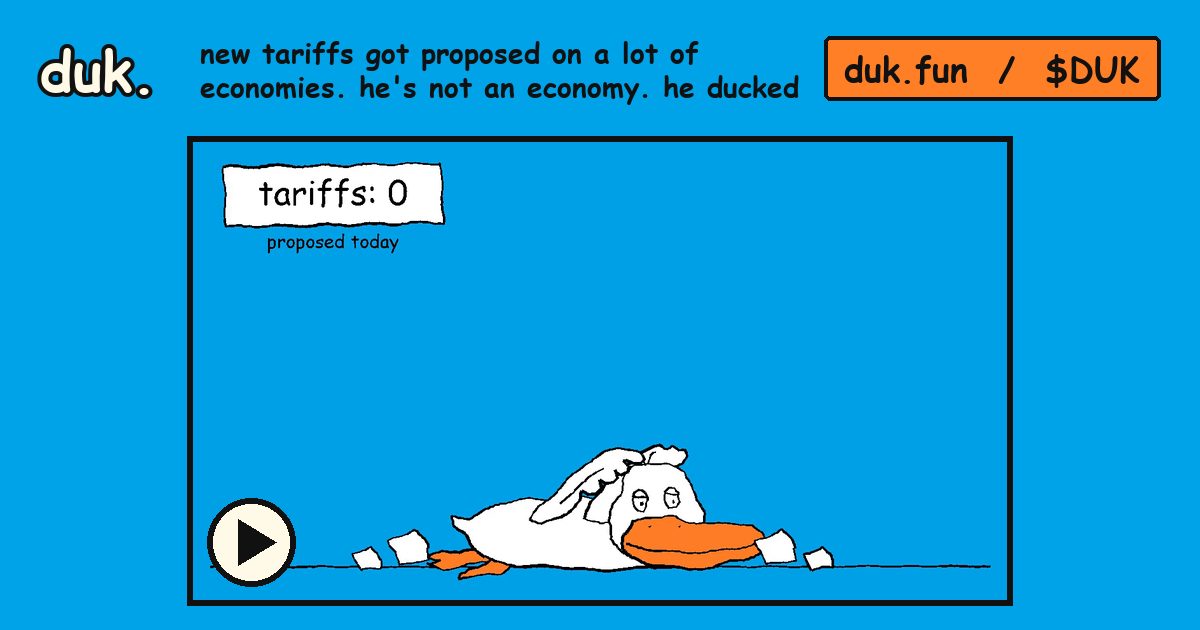 duk.
new tariffs got proposed on a lot of
economies. he's not an economy. he ducked
duk.fun / $DUK
tariffs: 0
proposed today